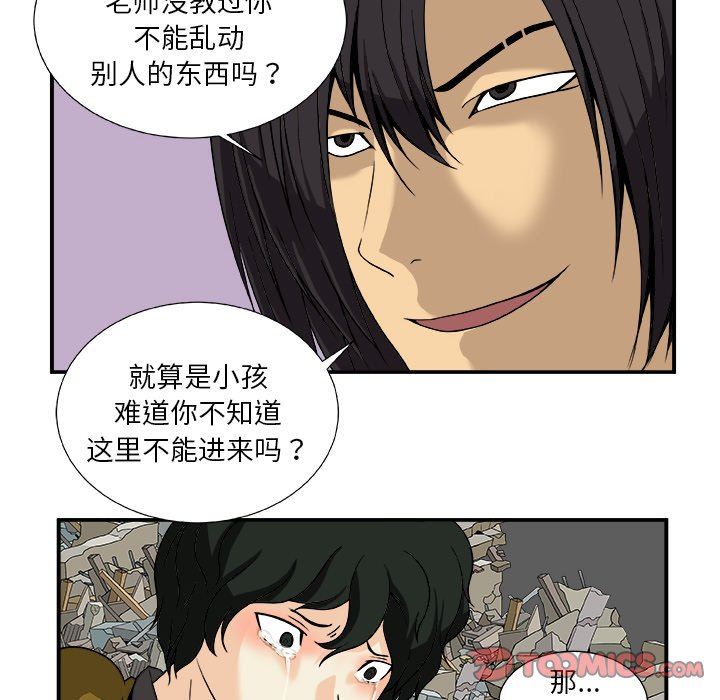 老师没教过你
不能乱动
别人的东西吗？
就算是小孩
难道你不知道
这里不能进来吗？
那...
TOOMICS.COM